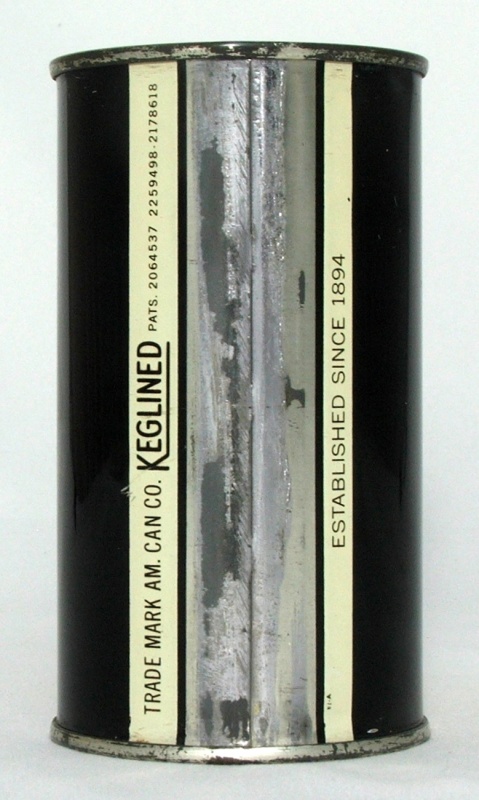 TRADE MARK AM. CAN CO. KEGLINED PATS. 2064537 2259498-2178618
ESTABLISHED SINCE 1894